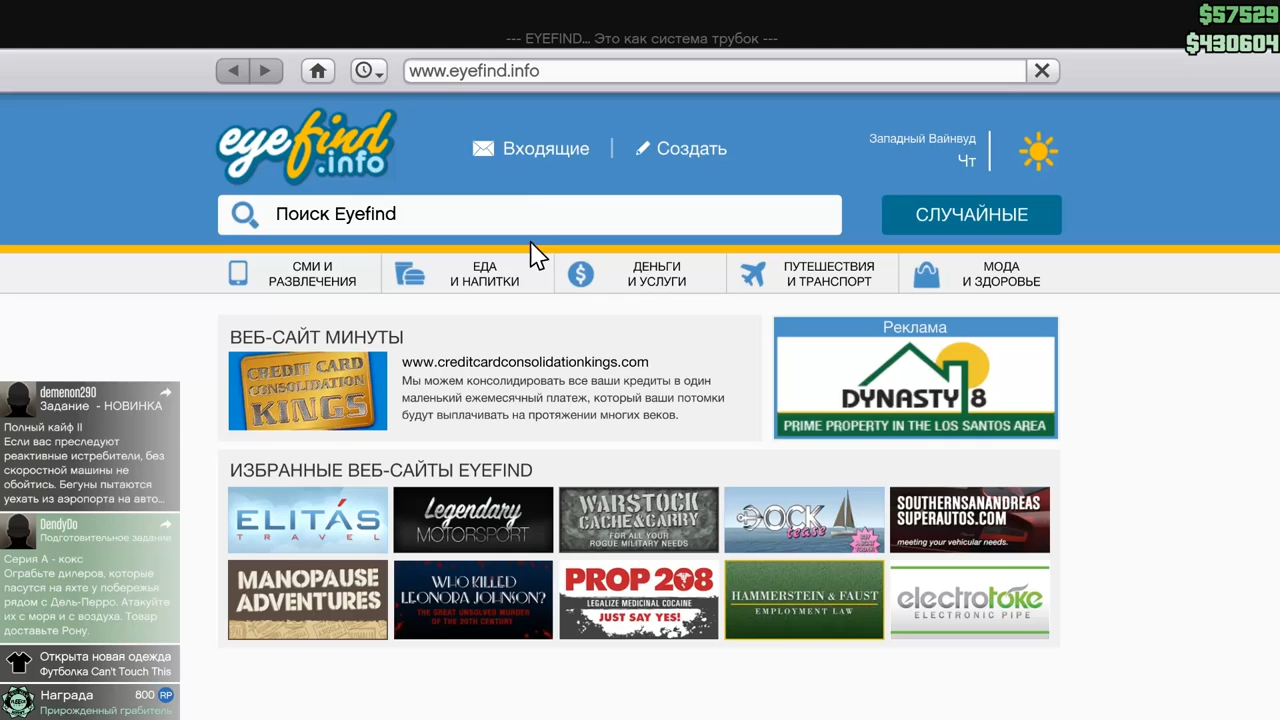 $57529
--- EYEFIND... Это как система трубок ---
$430604
www.eyefind.info
eyefind
.info
Входящие
Создать
Западный Вайнвуд
Чт
Поиск Eyefind
СЛУЧАЙНЫЕ
СМИ И
РАЗВЛЕЧЕНИЯ
ЕДА
И НАПИТКИ
ДЕНЬГИ
И УСЛУГИ
ПУТЕШЕСТВИЯ
И ТРАНСПОРТ
МОДА
И ЗДОРОВЬЕ
ВЕБ-САЙТ МИНУТЫ
CREDIT CARD
CONSOLIDATION
KINGS
www.creditcardconsolidationkings.com
Мы можем консолидировать все ваши кредиты в один
маленький ежемесячный платеж, который ваши потомки
будут выплачивать на протяжении многих веков.
Реклама
DYNASTY 8
PRIME PROPERTY IN THE LOS SANTOS AREA
ИЗБРАННЫЕ ВЕБ-САЙТЫ EYEFIND
ELITÁS
TRAVEL
Legendary
MOTORSPORT
WARSTOCK
CACHE&CARRY
FOR ALL YOUR
ROGUE MILITARY NEEDS
DOCK
tease
SOUTHERNSANANDREAS
SUPERAUTOS.COM
meeting your vehicular needs.
MANOPAUSE
ADVENTURES
WHO KILLED
LEONORA JOHNSON?
THE GREAT UNSOLVED MURDER
OF THE 20TH CENTURY
PROP 208
LEGALIZE MEDICINAL COCAINE
JUST SAY YES!
HAMMERSTEIN & FAUST
EMPLOYMENT LAW
electrotoke
ELECTRONIC PIPE
demenon290
Задание - НОВИНКА
Полный кайф II
Если вас преследуют
реактивные истребители, без
скоростной машины не
обойтись. Бегуны пытаются
уехать из аэропорта на авто...
DendyDo
Подготовительное задание
Серия А - кокс
Ограбьте дилеров, которые
пасутся на яхте у побережья
рядом с Дель-Перро. Атакуйте
их с моря и с воздуха. Товар
доставьте Рону.
Открыта новая одежда
Футболка Can't Touch This
Награда 800 RP
Прирожденный грабитель